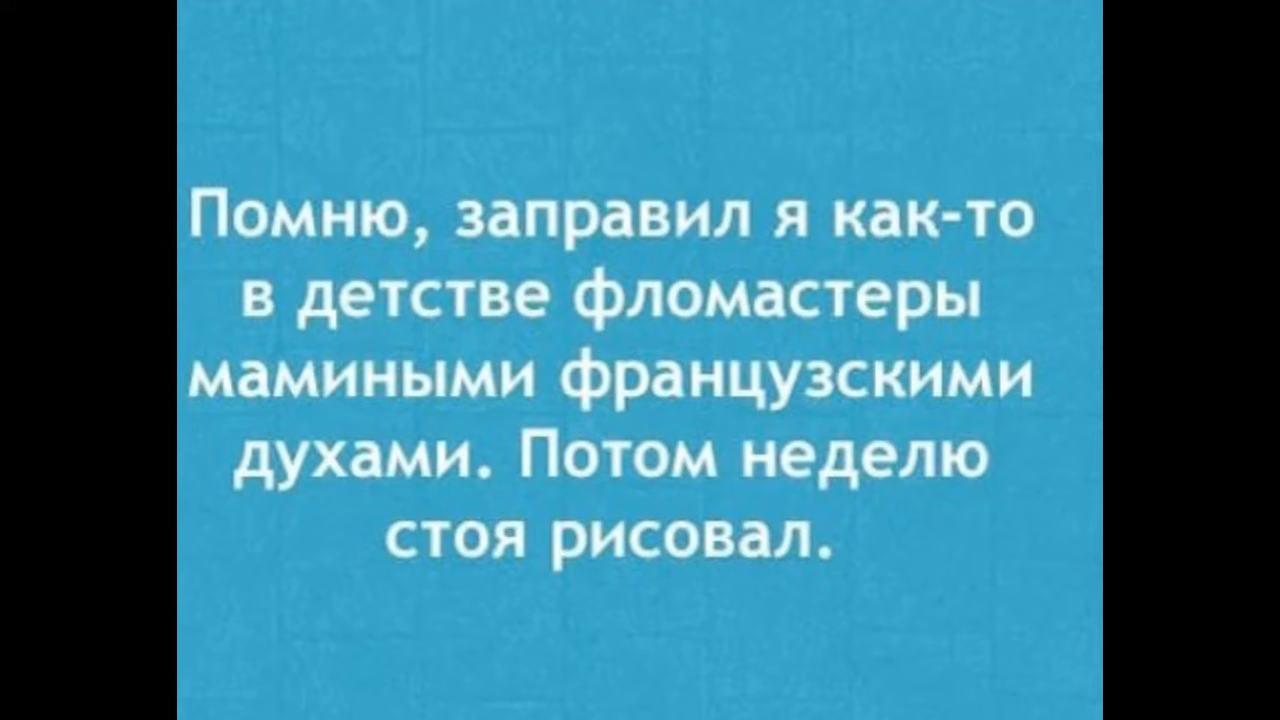 Помню, заправил я как-то
в детстве фломастеры
мамиными французскими
духами. Потом неделю
стоя рисовал.